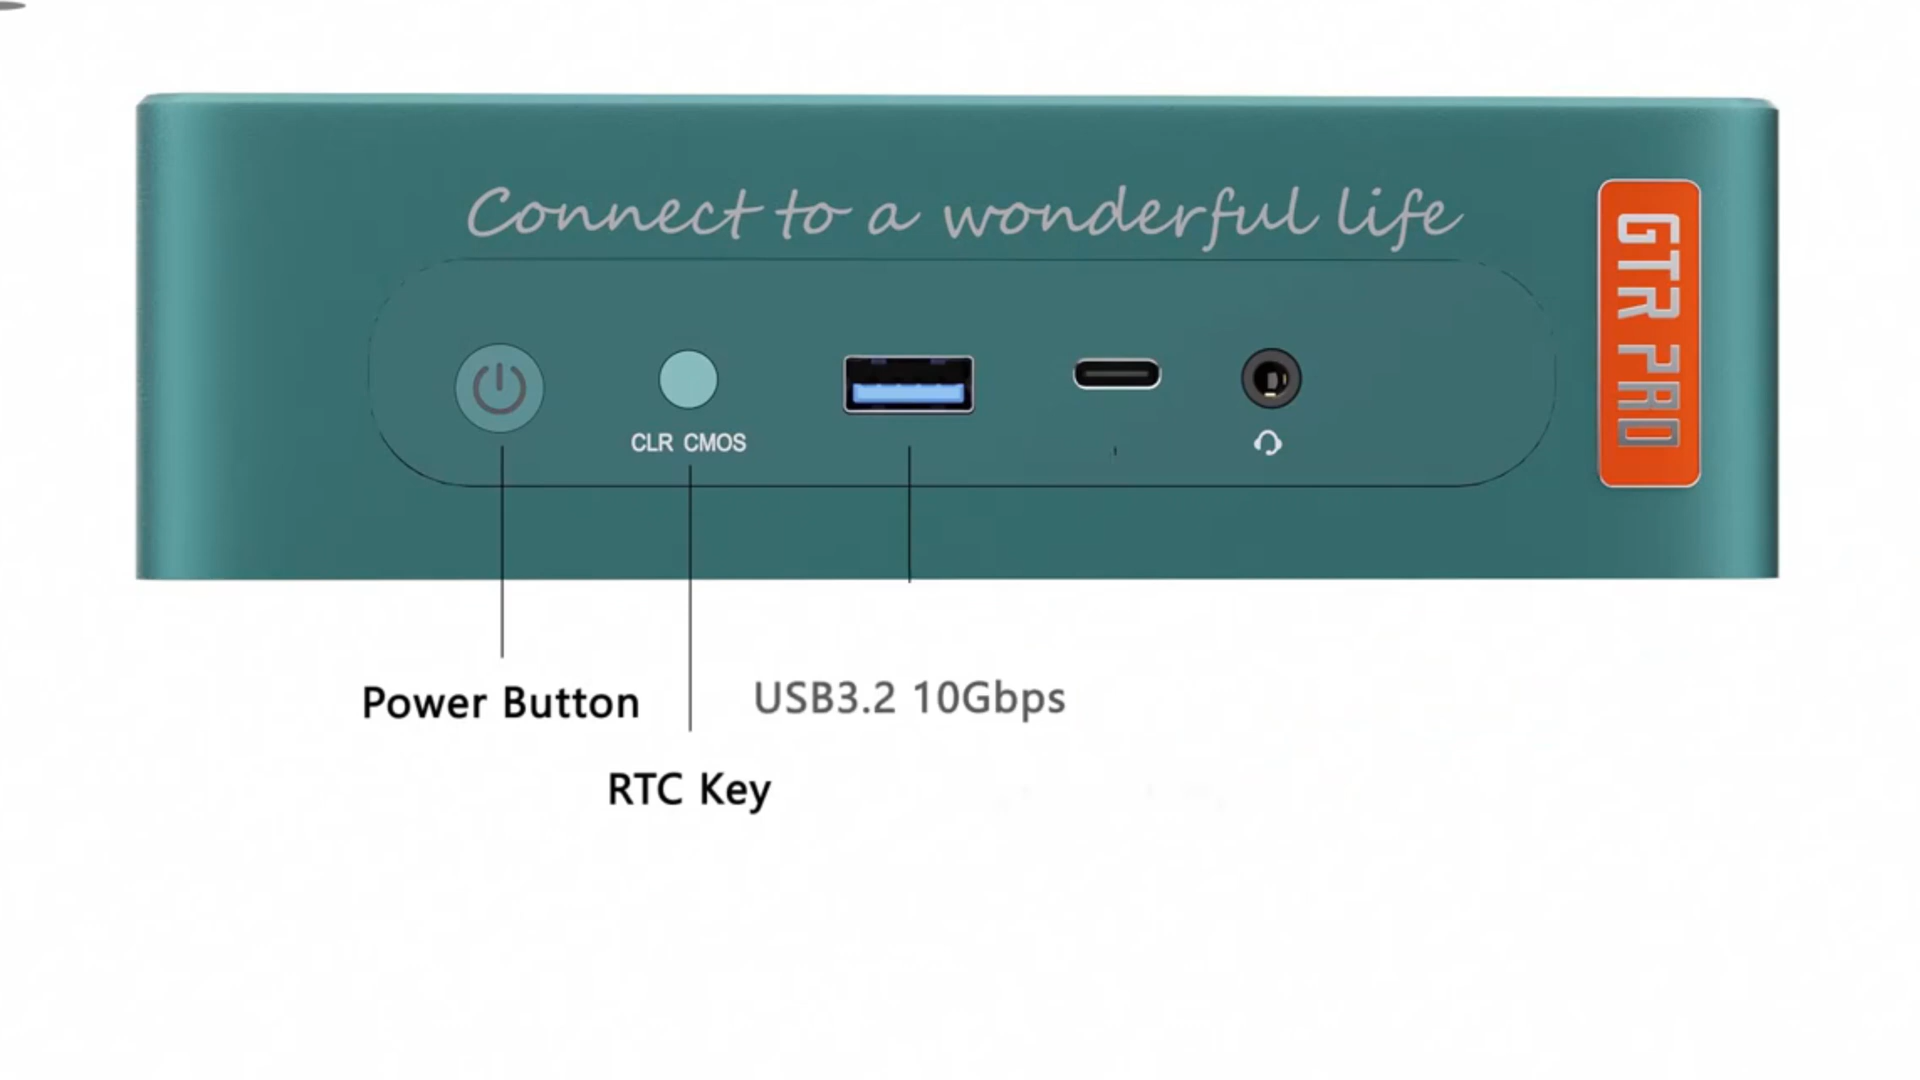 Connect to a wonderful life
GTR PRO
CLR CMOS
Power Button
USB3.2 10Gbps
RTC Key